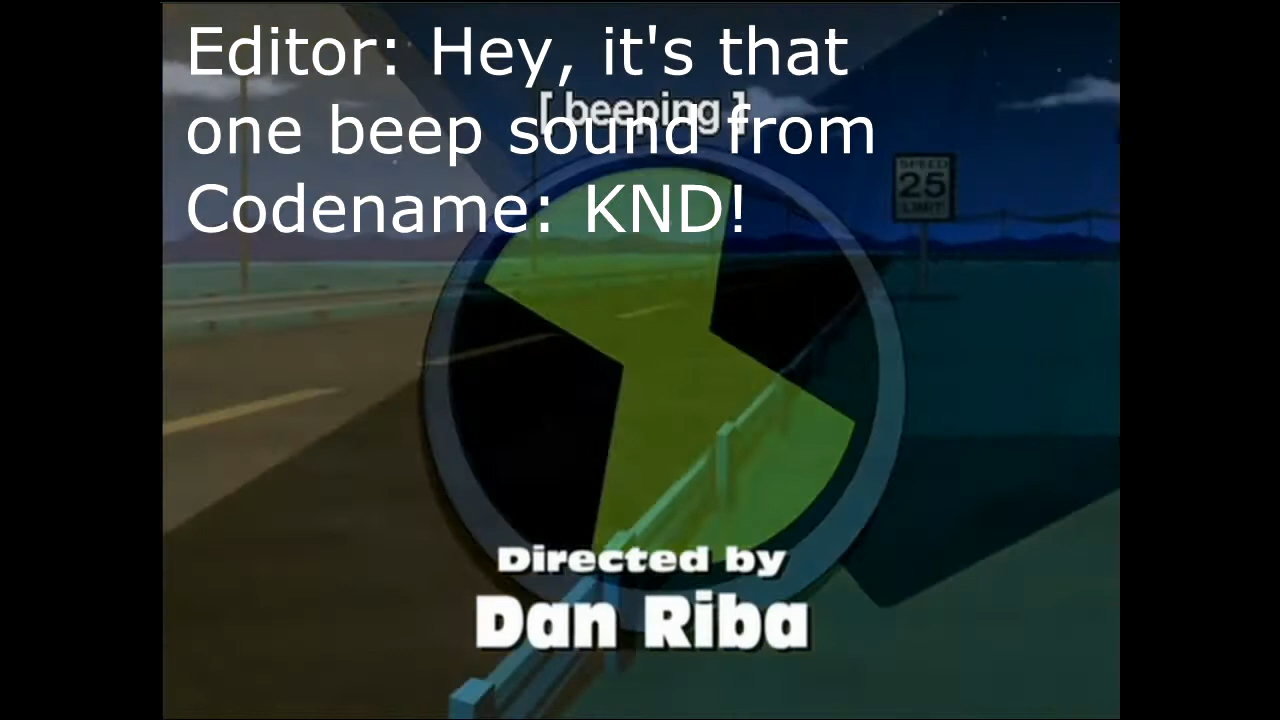 Editor: Hey, it's that
[ beeping ]
one beep sound from
SPEED
25
LIMIT
Codename: KND!
Directed by
Dan Riba